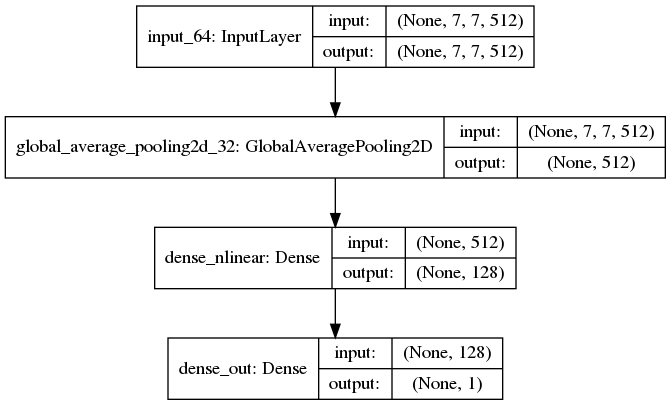 input_64: InputLayer
input: (None, 7, 7, 512)
output: (None, 7, 7, 512)
global_average_pooling2d_32: GlobalAveragePooling2D
input: (None, 7, 7, 512)
output: (None, 512)
dense_nlinear: Dense
input: (None, 512)
output: (None, 128)
dense_out: Dense
input: (None, 128)
output: (None, 1)